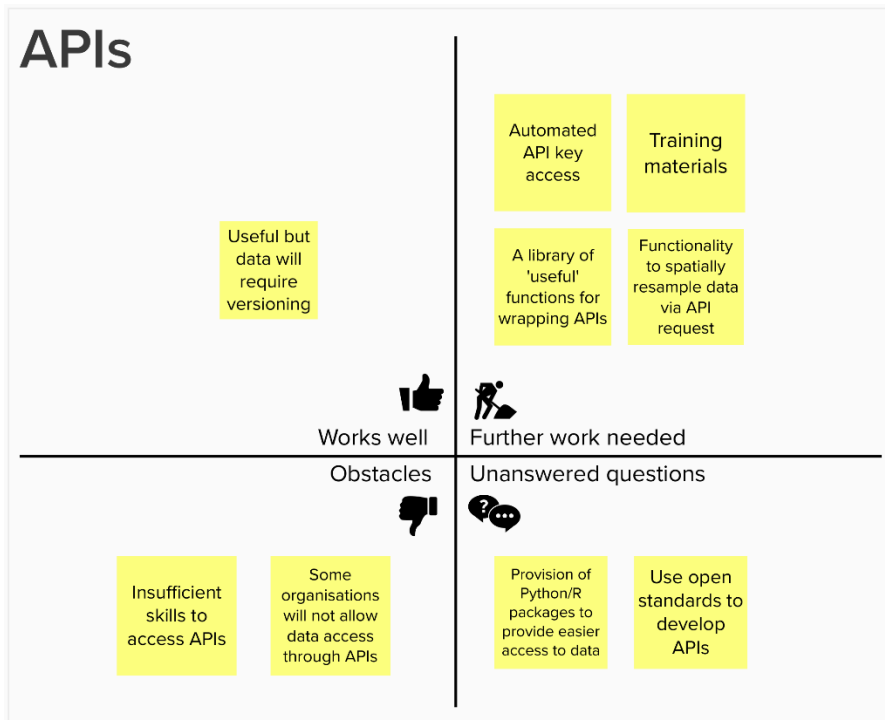 APIs
Useful but
data will
require
versioning
Works well
Automated
API key
access
Training
materials
A library of
'useful'
functions for
wrapping APIs
Functionality
to spatially
resample data
via API
request
Further work needed
Obstacles
Insufficient
skills to
access APIs
Some
organisations
will not allow
data access
through APIs
Unanswered questions
?
Provision of
Python/R
packages to
provide easier
access to data
Use open
standards to
develop
APIs